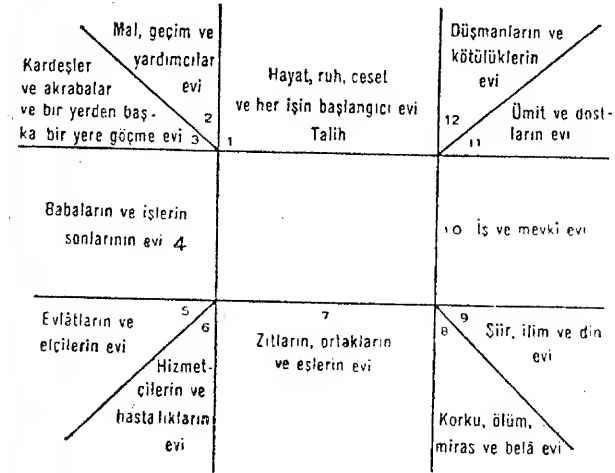 Mal, geçim ve
yardımcılar
evi
2
Kardeşler
ve akrabalar
ve bir yerden baş-
ka bir yere göçme evi 3
Hayat, ruh, ceset
ve her işin başlangıcı evi
Talih
1
Düşmanların ve
kötülüklerin
evi
12
Ümit ve dost-
ların evi
11
Babaların ve işlerin
sonlarının evi 4
10 İş ve mevkî evi
5
Evlâtların ve
elçilerin evi
6
Hizmet-
çilerin ve
hastalıkların
evi
7
Zıtların, ortakların
ve eşlerin evi
8
Korku, ölüm,
miras ve belâ evi
9
Şiir, ilim ve din
evi